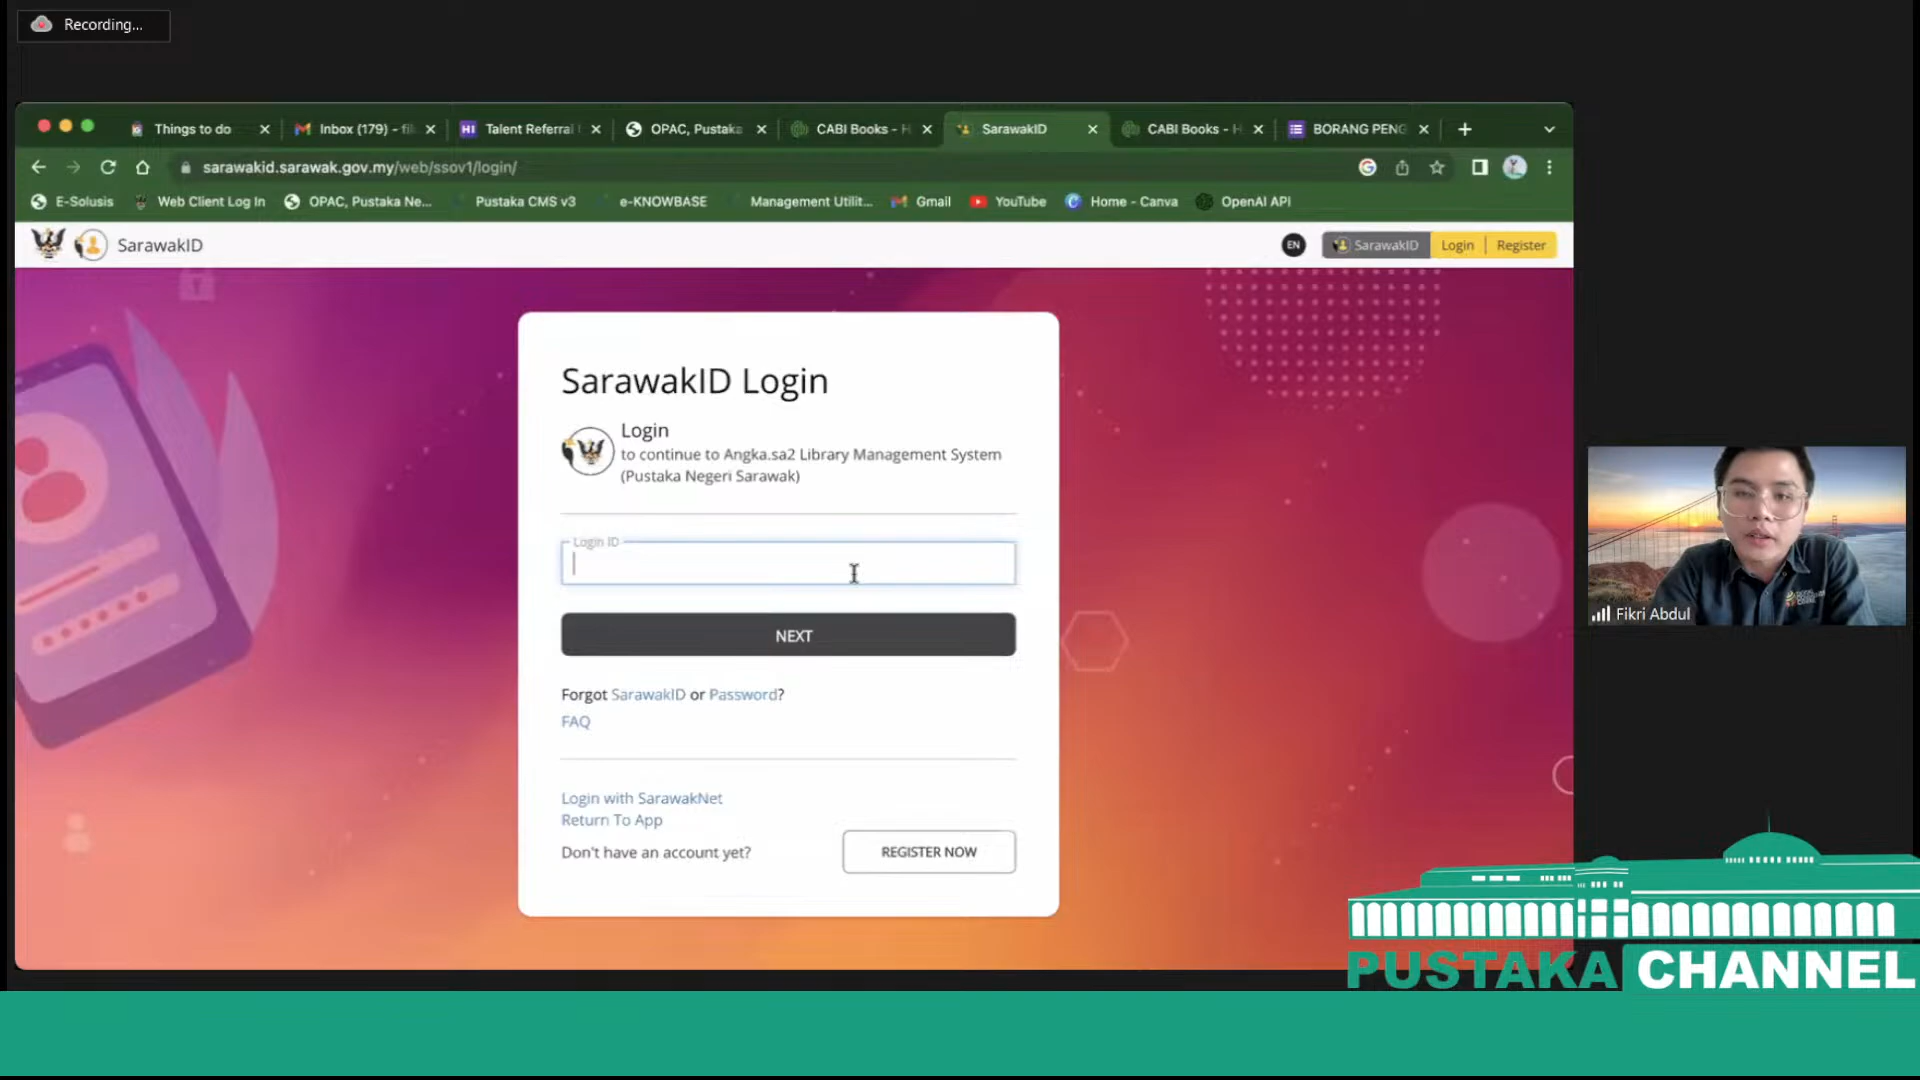 Recording...
Things to do
Inbox (179) - fik
Talent Referral
OPAC, Pustaka
CABI Books - H
SarawakID
CABI Books - H
BORANG PENG
sarawakid.sarawak.gov.my/web/ssov1/login/
E-Solusis
Web Client Log In
OPAC, Pustaka Ne...
Pustaka CMS v3
e-KNOWBASE
Management Utilit...
Gmail
YouTube
Home - Canva
OpenAI API
SarawakID
EN
SarawakID
Login
Register
SarawakID Login
Login
to continue to Angka.sa2 Library Management System
(Pustaka Negeri Sarawak)
Login ID
NEXT
Forgot SarawakID or Password?
FAQ
Login with SarawakNet
Return To App
Don't have an account yet?
REGISTER NOW
Fikri Abdul
PUSTAKA CHANNEL